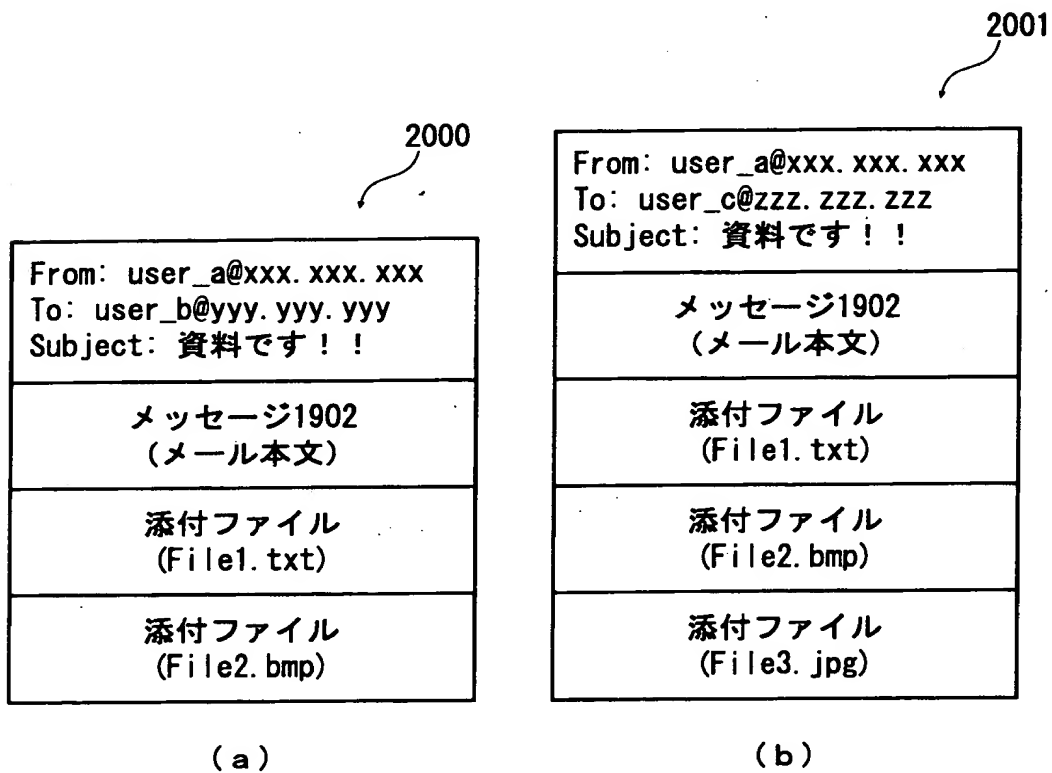 2000
From: user_a@xxx.xxx.xxx
To: user_b@yyy.yyy.yyy
Subject: 資料です！！
メッセージ1902
(メール本文)
添付ファイル
(File1.txt)
添付ファイル
(File2.bmp)
(a)
2001
From: user_a@xxx.xxx.xxx
To: user_c@zzz.zzz.zzz
Subject: 資料です！！
メッセージ1902
(メール本文)
添付ファイル
(File1.txt)
添付ファイル
(File2.bmp)
添付ファイル
(File3.jpg)
(b)